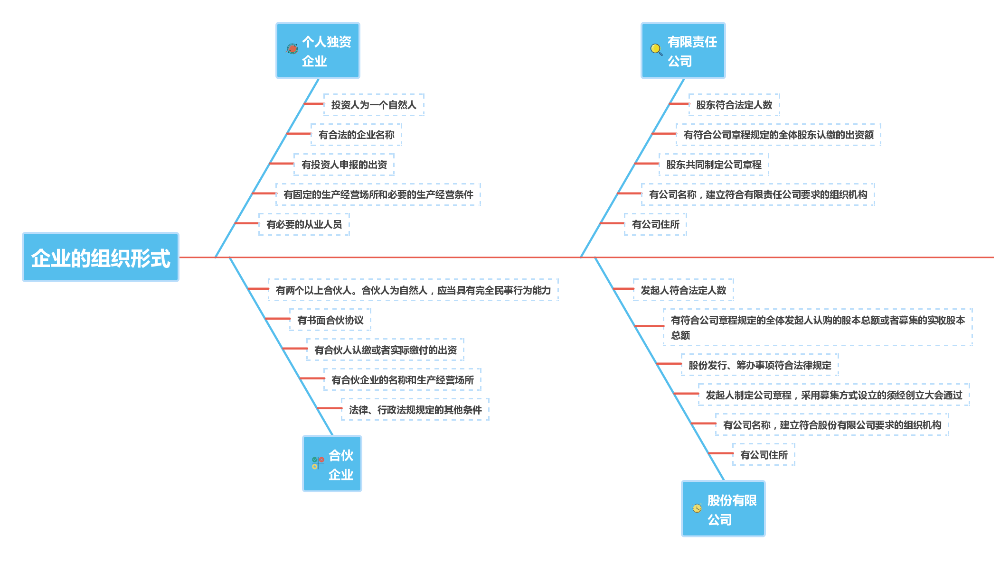 企业的组织形式
个人独资
企业
投资人为一个自然人
有合法的企业名称
有投资人申报的出资
有固定的生产经营场所和必要的生产经营条件
有必要的从业人员
有两个以上合伙人。合伙人为自然人，应当具有完全民事行为能力
有书面合伙协议
有合伙人认缴或者实际缴付的出资
有合伙企业的名称和生产经营场所
法律、行政法规规定的其他条件
合伙
企业
有限责任
公司
股东符合法定人数
有符合公司章程规定的全体股东认缴的出资额
股东共同制定公司章程
有公司名称，建立符合有限责任公司要求的组织机构
有公司住所
发起人符合法定人数
有符合公司章程规定的全体发起人认购的股本总额或者募集的实收股本
总额
股份发行、筹办事项符合法律规定
发起人制定公司章程，采用募集方式设立的须经创立大会通过
有公司名称，建立符合股份有限公司要求的组织机构
有公司住所
股份有限
公司